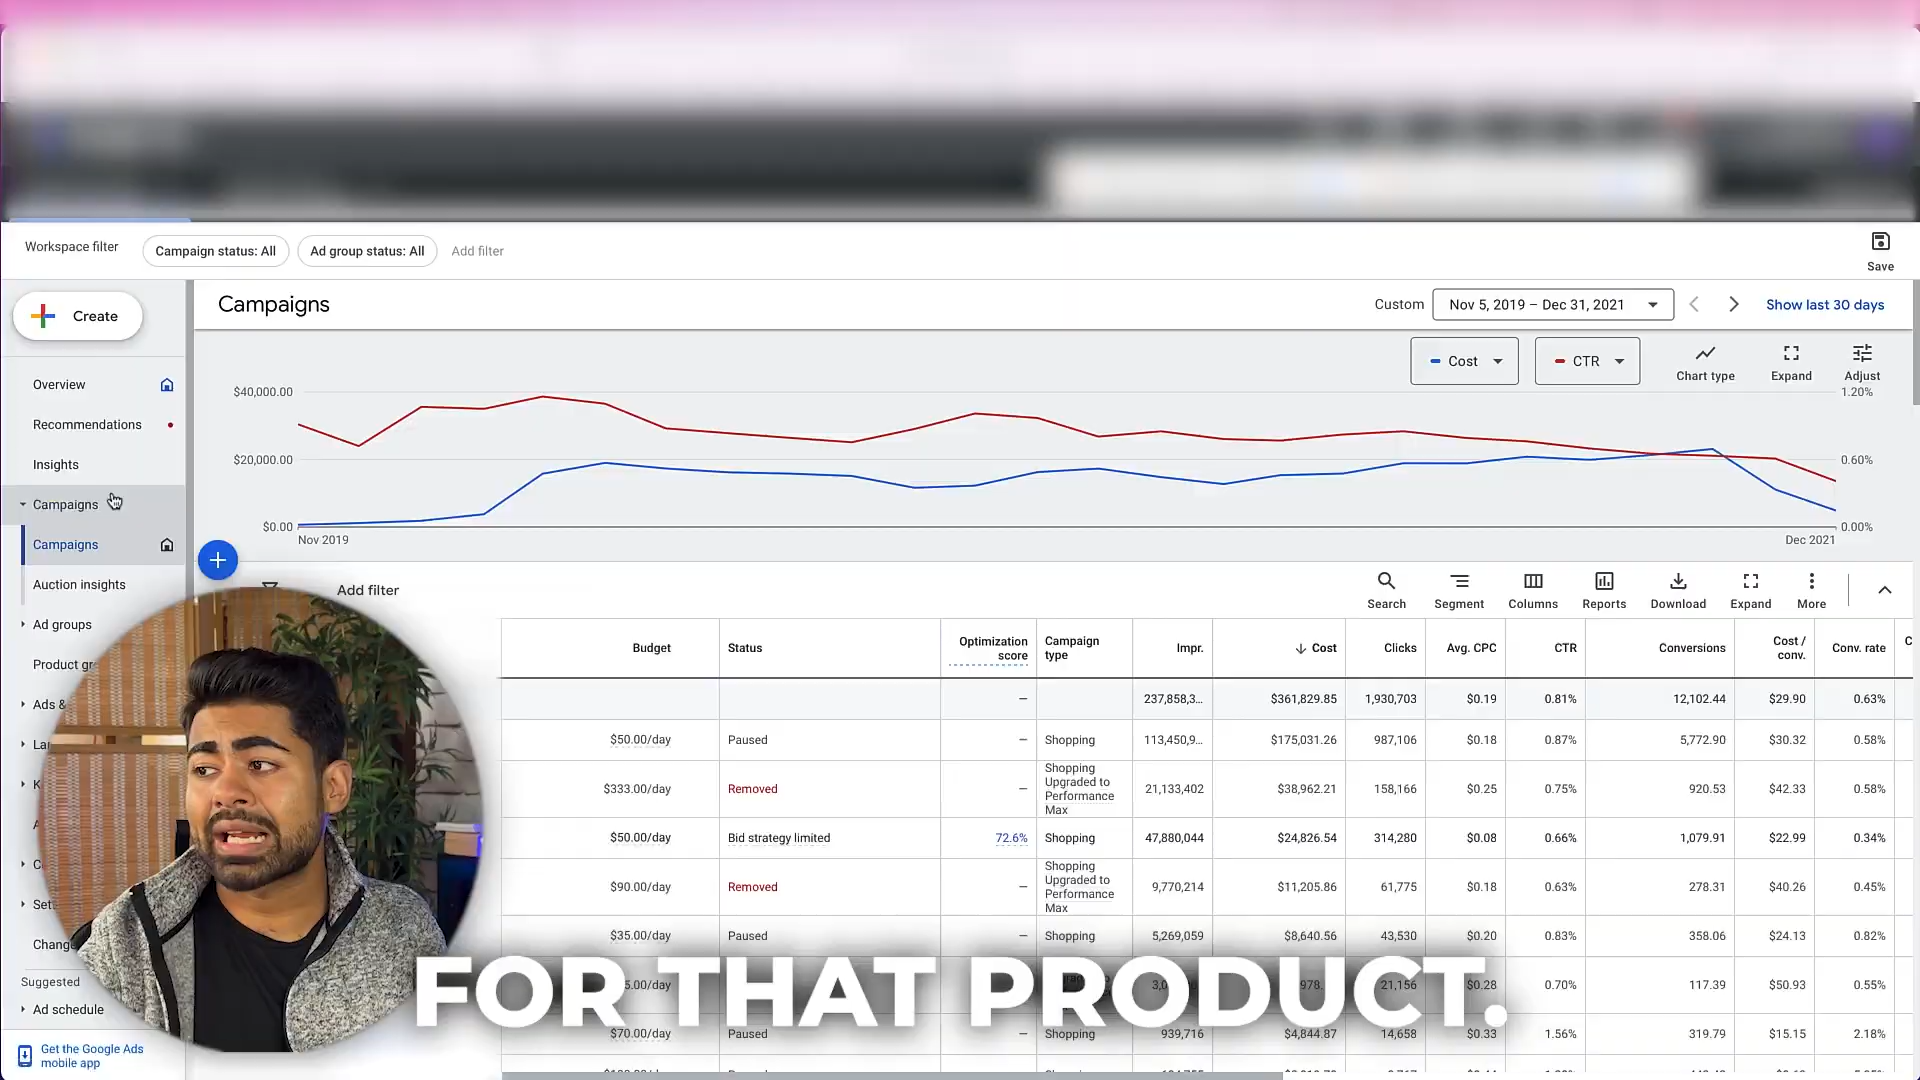 Workspace filter
Campaign status: All
Ad group status: All
Add filter
Save
Create
Campaigns
Custom
Nov 5, 2019 – Dec 31, 2021
Show last 30 days
Cost
CTR
Chart type
Expand
Adjust
$40,000.00
1.20%
$20,000.00
0.60%
$0.00
0.00%
Nov 2019
Dec 2021
Overview
Recommendations
Insights
Campaigns
Campaigns
Auction insights
Ad groups
Product gr
Ads &
Change
Suggested
Ad schedule
Get the Google Ads
mobile app
Add filter
Search
Segment
Columns
Reports
Download
Expand
More
Budget Status Optimization score Campaign type Impr. Cost Clicks Avg. CPC CTR Conversions Cost / conv. Conv. rate C
– 237,858,3... $361,829.85 1,930,703 $0.19 0.81% 12,102.44 $29.90 0.63%
$50.00/day Paused – Shopping 113,450,9... $175,031.26 987,106 $0.18 0.87% 5,772.90 $30.32 0.58%
$333.00/day Removed – Shopping Upgraded to Performance Max 21,133,402 $38,962.21 158,166 $0.25 0.75% 920.53 $42.33 0.58%
$50.00/day Bid strategy limited 72.6% Shopping 47,880,044 $24,826.54 314,280 $0.08 0.66% 1,079.91 $22.99 0.34%
$90.00/day Removed – Shopping Upgraded to Performance Max 9,770,214 $11,205.86 61,775 $0.18 0.63% 278.31 $40.26 0.45%
$35.00/day Paused – Shopping 5,269,059 $8,640.56 43,530 $0.20 0.83% 358.06 $24.13 0.82%
5.00/day 21,156 $0.28 0.70% 117.39 $50.93 0.55%
$70.00/day Paused – Shopping 939,716 $4,844.87 14,658 $0.33 1.56% 319.79 $15.15 2.18%
FOR THAT PRODUCT.